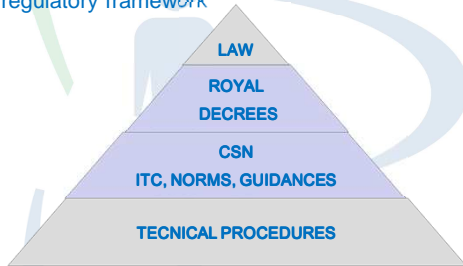 regulatory framework
LAW
ROYAL
DECREES
CSN
ITC, NORMS, GUIDANCES
TECNICAL PROCEDURES